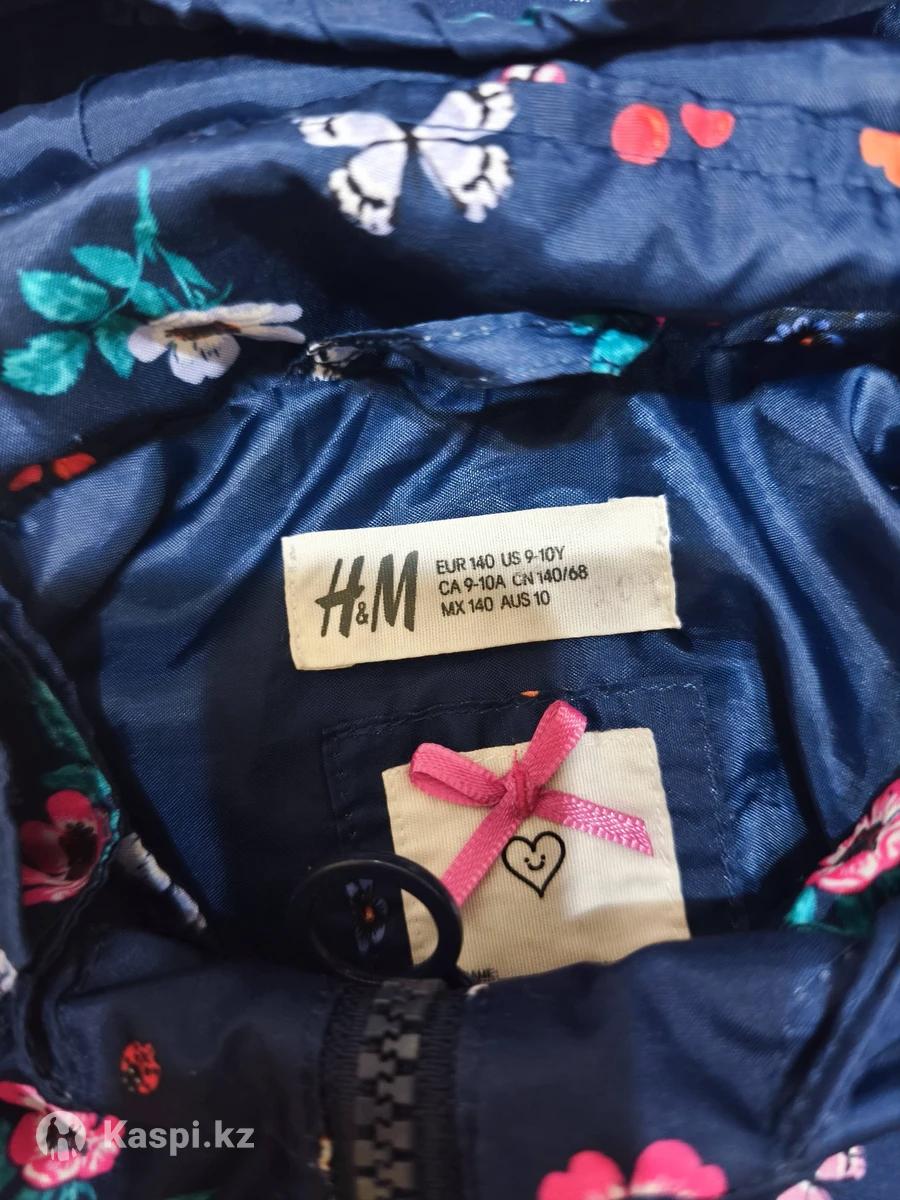 H&M
EUR 140 US 9-10Y
CA 9-10A CN 140/68
MX 140 AUS 10
Kaspi.kz